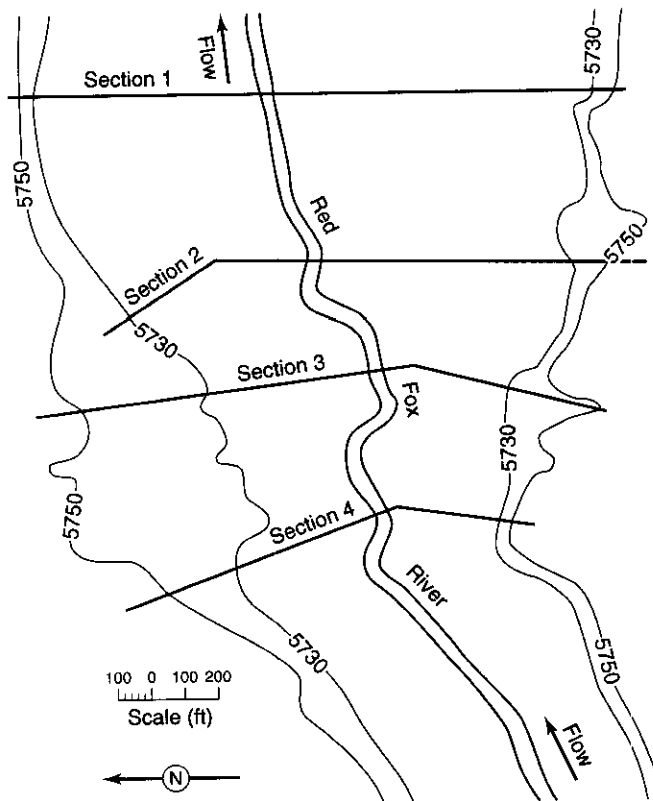 5730
Flow
Section 1
5750
Red
5750
Section 2
5730
Section 3
Fox
5730
5750
Section 4
River
5730
5750
100 0 100 200
Scale (ft)
Flow
N